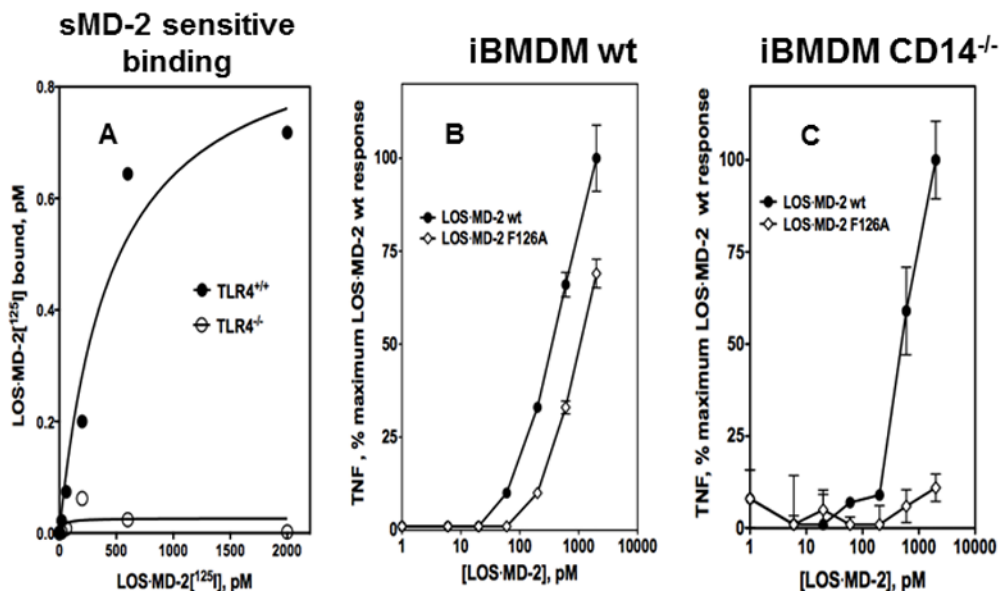 sMD-2 sensitive
binding
iBMDM wt
iBMDM CD14-/-
A
LOS·MD-2[125I] bound, pM
0.8
0.6
0.4
0.2
0.0
TLR4+/+
TLR4-/-
0
500
1000
1500
2000
LOS·MD-2[125I], pM
B
TNF , % maximum LOS·MD-2 wt response
100
75
50
25
0
LOS·MD-2 wt
LOS·MD-2 F126A
1
10
100
1000
10000
[LOS·MD-2], pM
C
TNF, % maximum LOS·MD-2 wt response
100
75
50
25
0
LOS·MD-2 wt
LOS·MD-2 F126A
1
10
100
1000
10000
[LOS·MD-2], pM